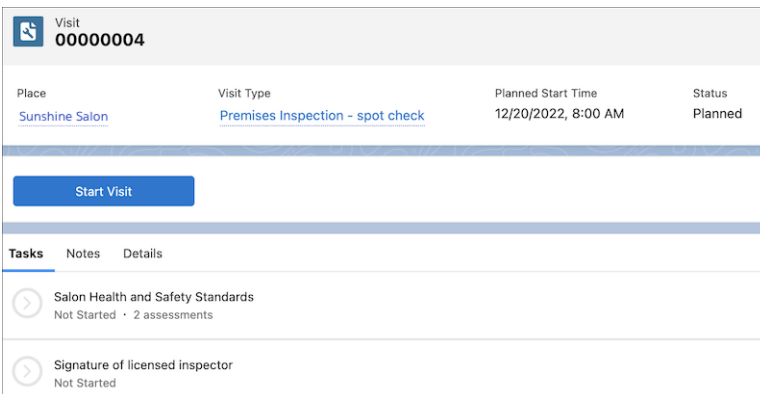 Visit
00000004
Place
Visit Type
Planned Start Time
Status
Sunshine Salon
Premises Inspection - spot check
12/20/2022, 8:00 AM
Planned
Start Visit
Tasks
Notes
Details
Salon Health and Safety Standards
Not Started • 2 assessments
Signature of licensed inspector
Not Started